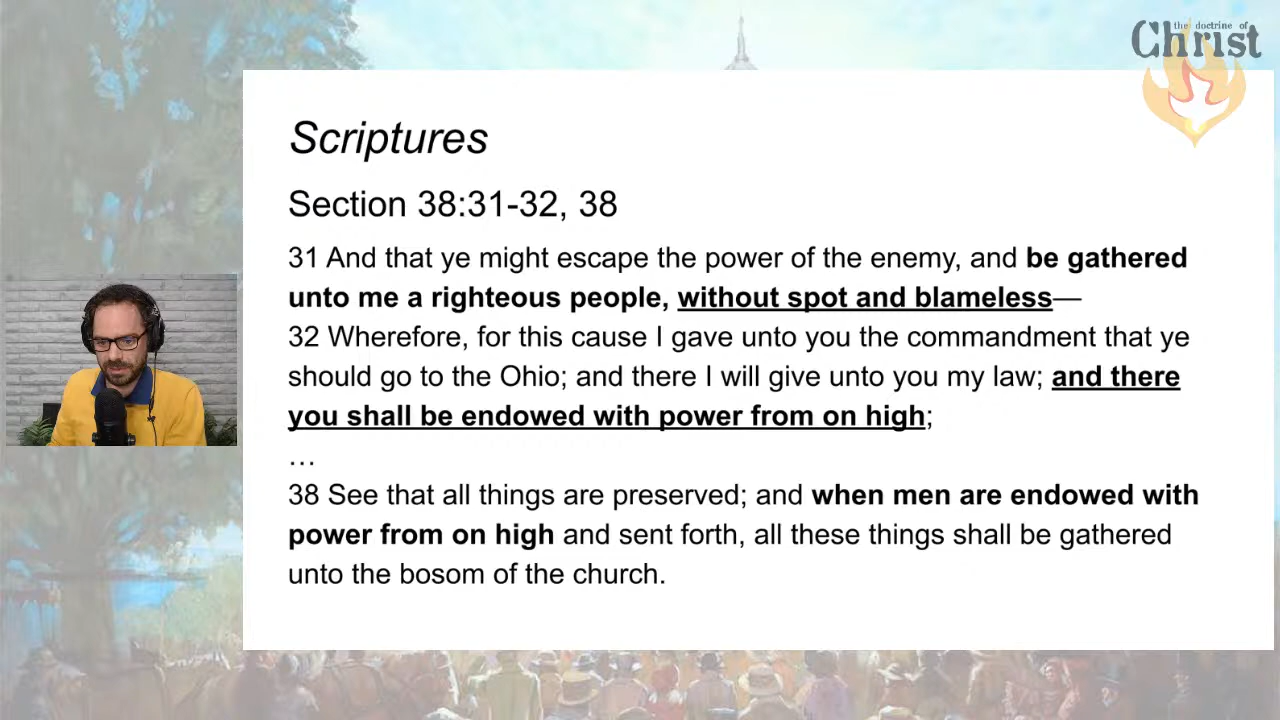 the doctrine of
Christ
Scriptures
Section 38:31-32, 38
31 And that ye might escape the power of the enemy, and be gathered
unto me a righteous people, without spot and blameless—
32 Wherefore, for this cause I gave unto you the commandment that ye
should go to the Ohio; and there I will give unto you my law; and there
you shall be endowed with power from on high;
…
38 See that all things are preserved; and when men are endowed with
power from on high and sent forth, all these things shall be gathered
unto the bosom of the church.